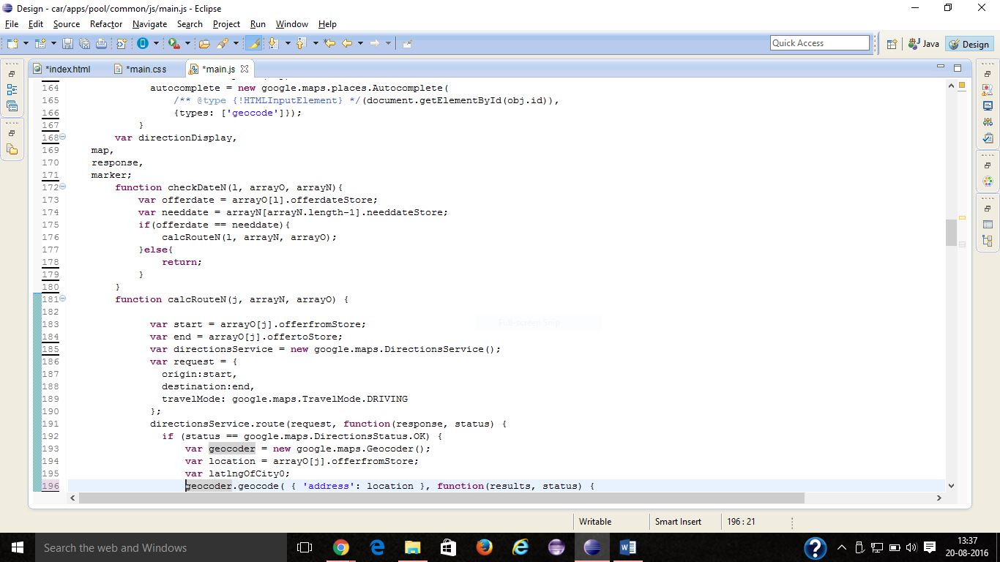 Design - car/apps/pool/common/js/main.js - Eclipse
File Edit Source Refactor Navigate Search Project Run Window Help
Quick Access
Java
Design
*index.html
*main.css
*main.js
164 autocomplete = new google.maps.places.Autocomplete(
165 /** @type {!HTMLInputElement} */(document.getElementById(obj.id)),
166 {types: ['geocode']});
167 }
168 var directionDisplay,
169 map,
170 response,
171 marker;
172 function checkDateN(l, arrayO, arrayN){
173 var offerdate = arrayO[l].offerdateStore;
174 var needdate = arrayN[arrayN.length-1].needdateStore;
175 if(offerdate == needdate){
176 calcRouteN(l, arrayN, arrayO);
177 }else{
178 return;
179 }
180 }
181 function calcRouteN(j, arrayN, arrayO) {
182
183 var start = arrayO[j].offerfromStore;
184 var end = arrayO[j].offertoStore;
185 var directionsService = new google.maps.DirectionsService();
186 var request = {
187 origin:start,
188 destination:end,
189 travelMode: google.maps.TravelMode.DRIVING
190 };
191 directionsService.route(request, function(response, status) {
192 if (status == google.maps.DirectionsStatus.OK) {
193 var geocoder = new google.maps.Geocoder();
194 var location = arrayO[j].offerfromStore;
195 var latlngOfCity0;
196 geocoder.geocode( { 'address': location }, function(results, status) {
Full-screen Snip
Writable
Smart Insert
196 : 21
Search the web and Windows
13:37
20-08-2016